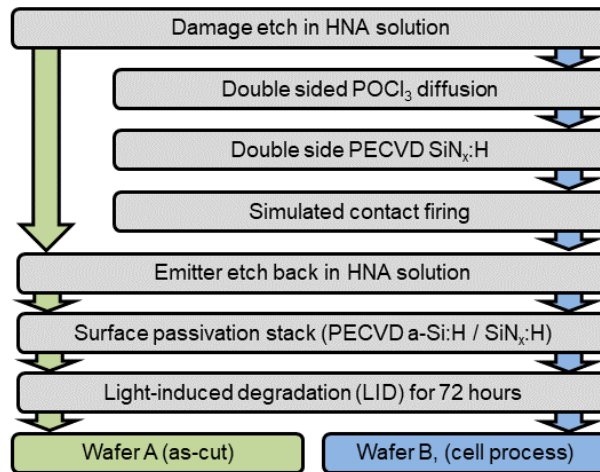 Damage etch in HNA solution
Double sided POCl₃ diffusion
Double side PECVD SiNₓ:H
Simulated contact firing
Emitter etch back in HNA solution
Surface passivation stack (PECVD a-Si:H / SiNₓ:H)
Light-induced degradation (LID) for 72 hours
Wafer A (as-cut)
Wafer B, (cell process)